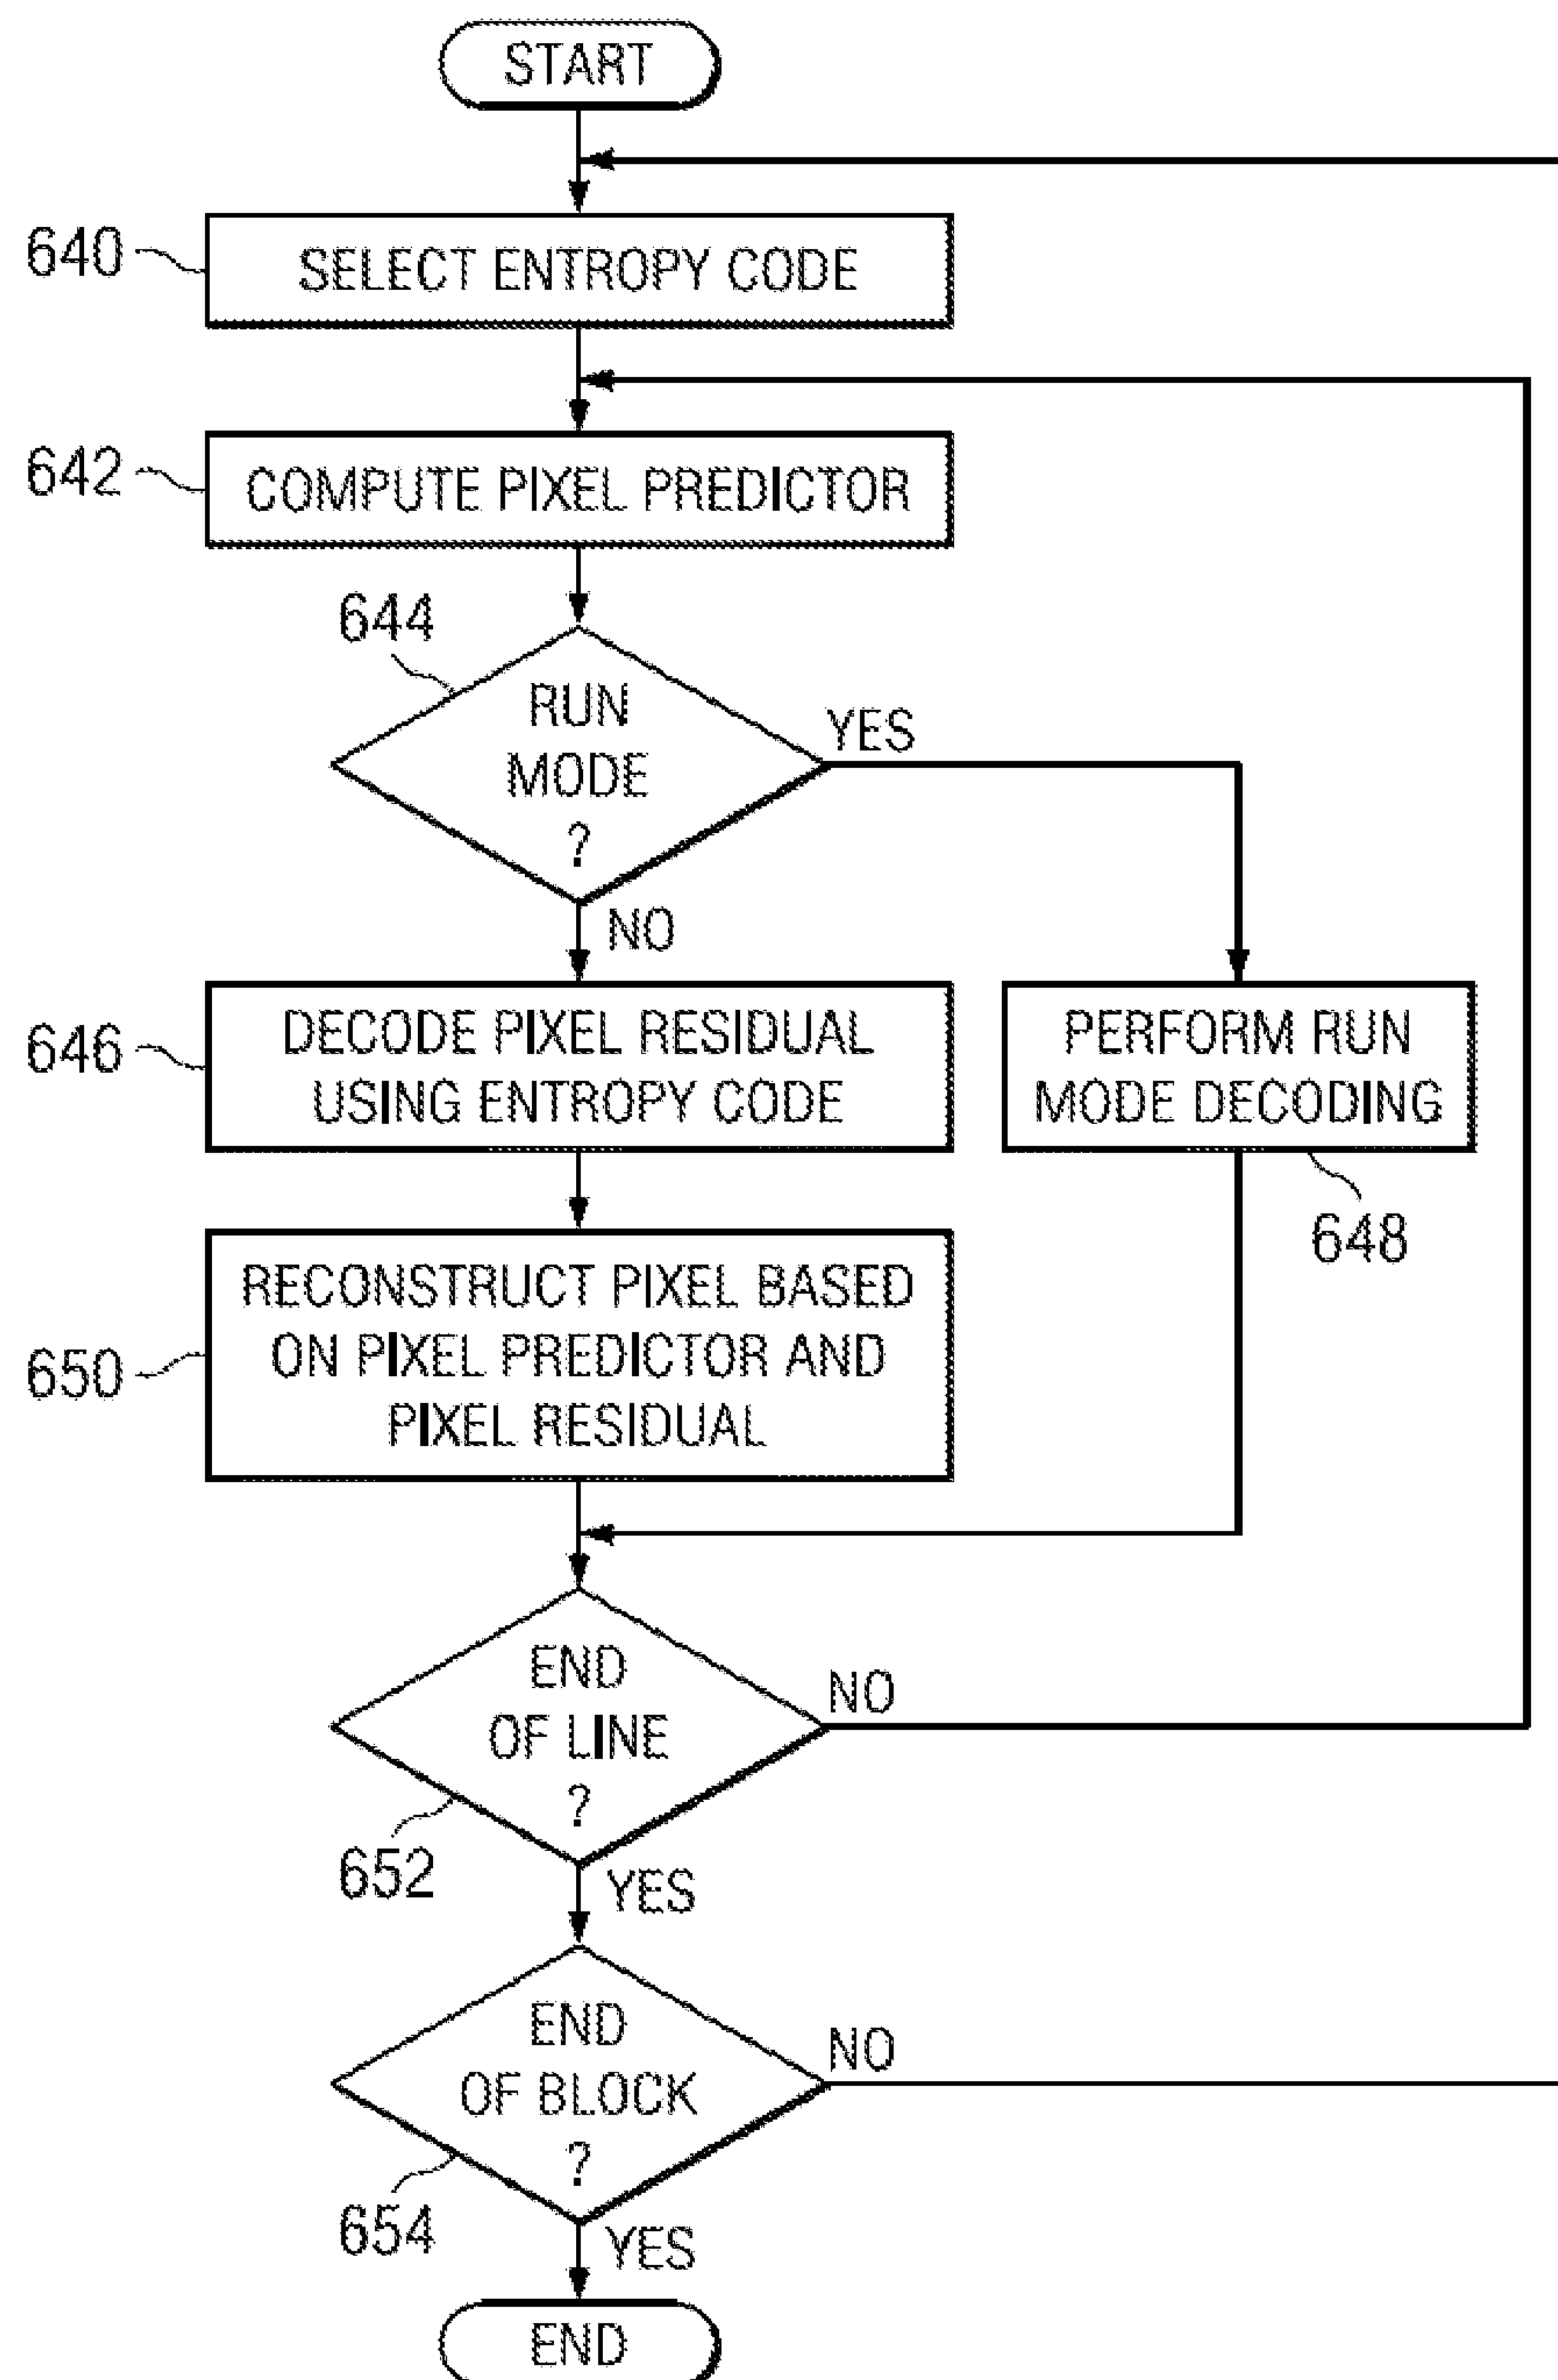 START
640
SELECT ENTROPY CODE
642
COMPUTE PIXEL PREDICTOR
644
RUN
MODE
?
YES
NO
646
DECODE PIXEL RESIDUAL
USING ENTROPY CODE
PERFORM RUN
MODE DECODING
648
650
RECONSTRUCT PIXEL BASED
ON PIXEL PREDICTOR AND
PIXEL RESIDUAL
END
OF LINE
?
NO
652
YES
END
OF BLOCK
?
NO
654
YES
END